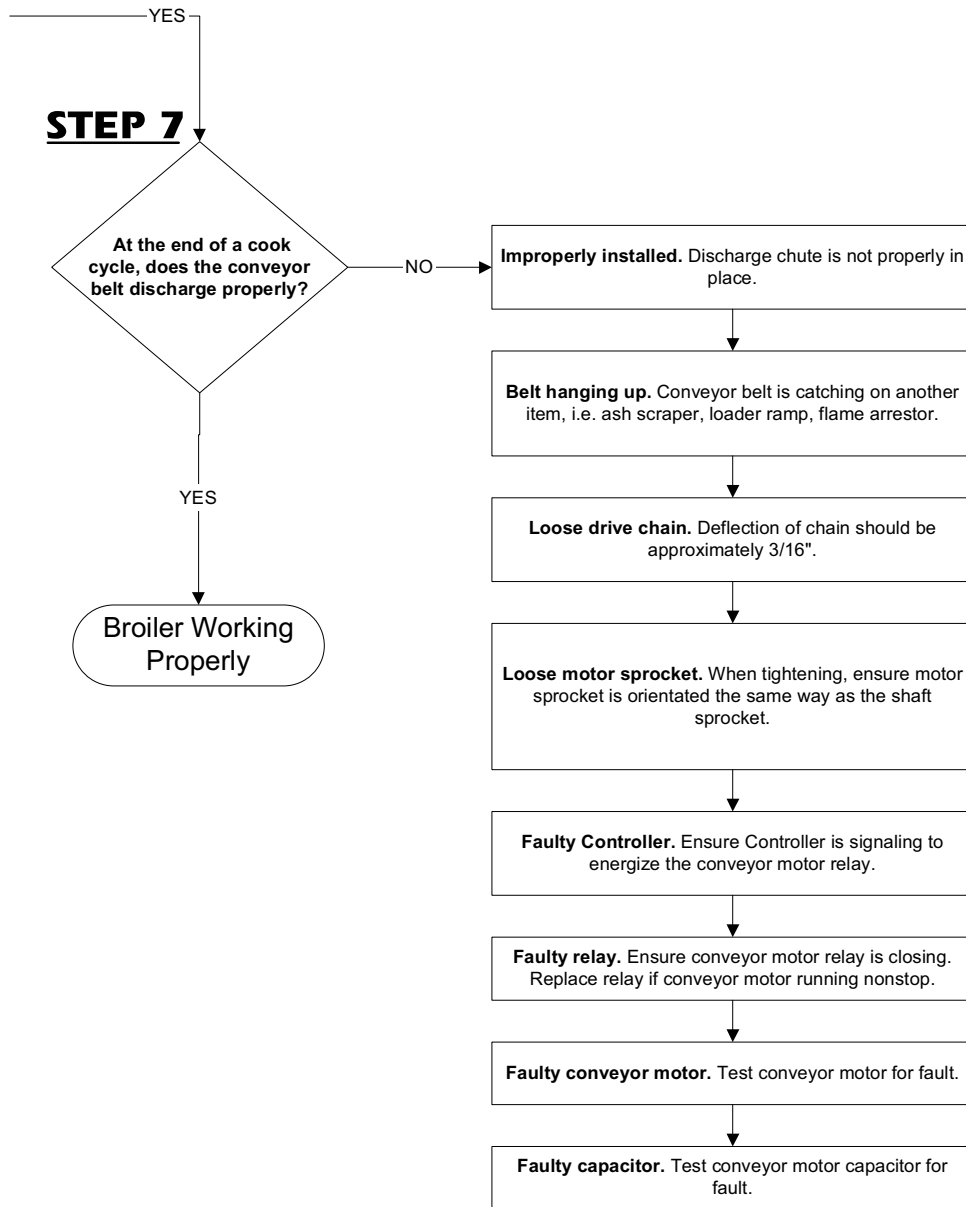 YES
STEP 7
At the end of a cook
cycle, does the conveyor
belt discharge properly?
NO
Improperly installed. Discharge chute is not properly in
place.
Belt hanging up. Conveyor belt is catching on another
item, i.e. ash scraper, loader ramp, flame arrestor.
YES
Loose drive chain. Deflection of chain should be
approximately 3/16".
Broiler Working
Properly
Loose motor sprocket. When tightening, ensure motor
sprocket is orientated the same way as the shaft
sprocket.
Faulty Controller. Ensure Controller is signaling to
energize the conveyor motor relay.
Faulty relay. Ensure conveyor motor relay is closing.
Replace relay if conveyor motor running nonstop.
Faulty conveyor motor. Test conveyor motor for fault.
Faulty capacitor. Test conveyor motor capacitor for
fault.